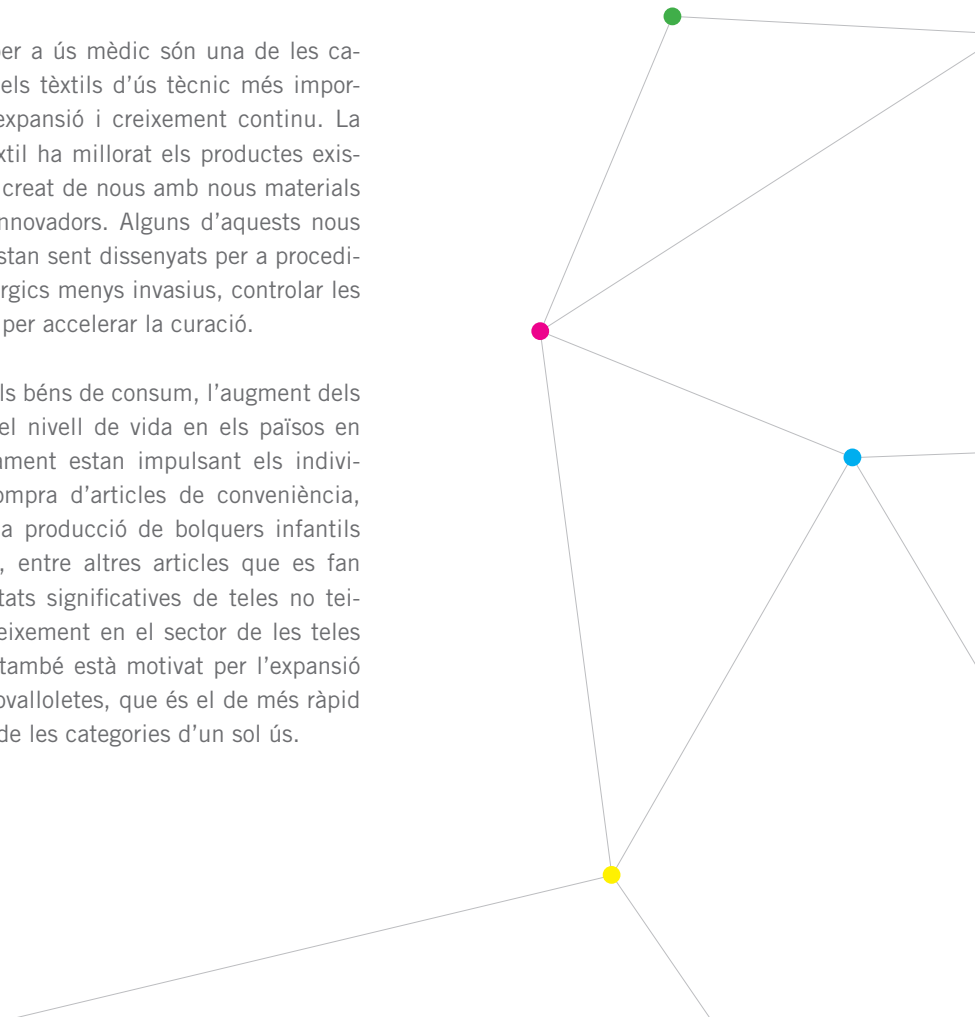 er a ús mèdic són una de les ca-
els tèxtils d’ús tècnic més impor-
expansió i creixement continu. La
xtil ha millorat els productes exis-
creat de nous amb nous materials
nnovadors. Alguns d’aquests nous
stan sent dissenyats per a procedi-
rgics menys invasius, controlar les
per accelerar la curació.
ls béns de consum, l’augment dels
el nivell de vida en els països en
ament estan impulsant els indivi-
ompra d’articles de conveniència,
a producció de bolquers infantils
, entre altres articles que es fan
tats significatives de teles no tei-
eixement en el sector de les teles
també està motivat per l’expansió
ovalloletes, que és el de més ràpid
de les categories d’un sol ús.